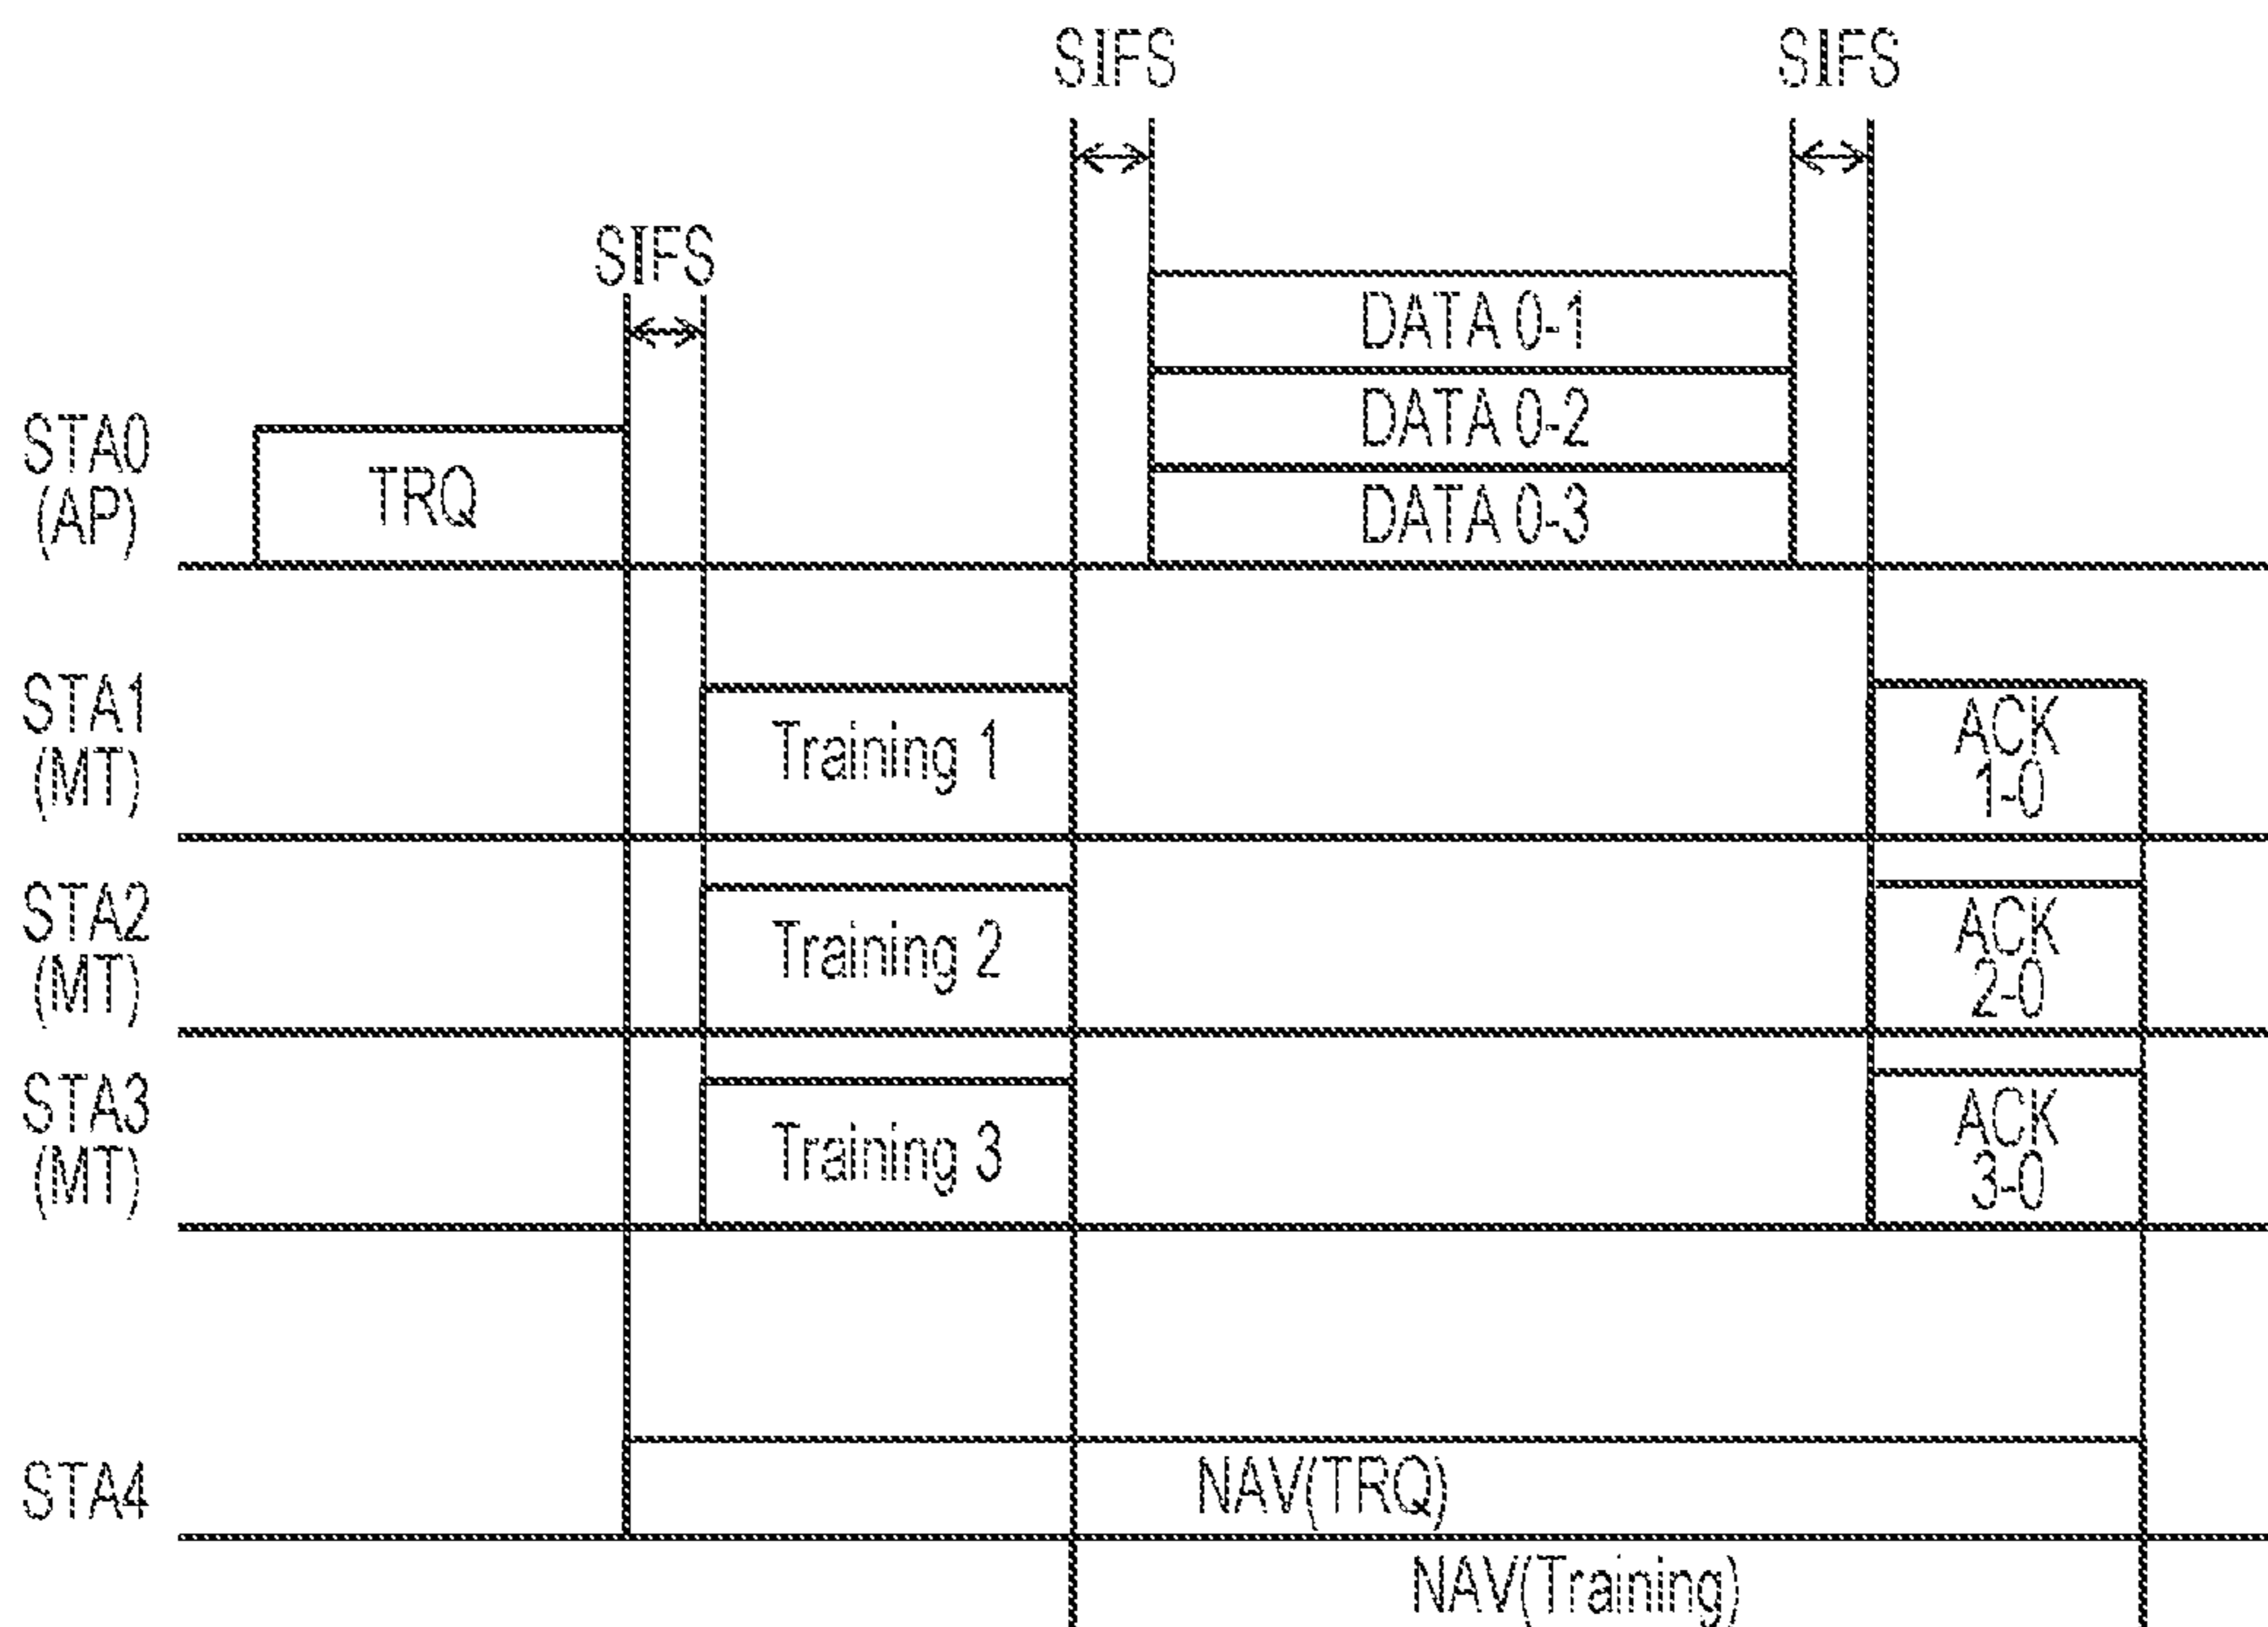 SIFS
SIFS
SIFS
DATA 0-1
DATA 0-2
DATA 0-3
STA0
(AP)
TRQ
STA1
(MT)
Training 1
ACK
1-0
STA2
(MT)
Training 2
ACK
2-0
STA3
(MT)
Training 3
ACK
3-0
STA4
NAV(TRQ)
NAV(Training)